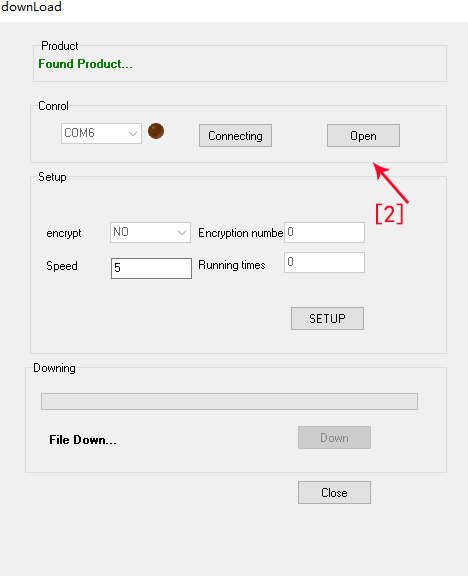 downLoad
Product
Found Product...
Conrol
COM6
Connecting
Open
[2]
Setup
encrypt
NO
Encryption numbe
0
Speed
5
Running times
0
SETUP
Downing
File Down...
Down
Close